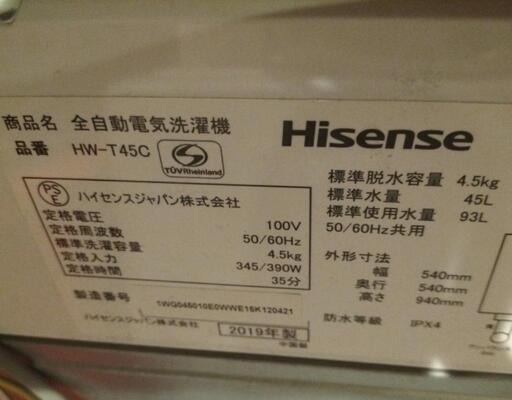 商品名 全自動電気洗濯機
品番 HW-T45C
TÜVRheinland
Hisense
PSE ハイセンスジャパン株式会社
定格電圧 100V
定格周波数 50/60Hz
標準洗濯容量 4.5kg
定格入力 345/390W
定格時間 35分
製造番号 1WG045010E0WWE15K120421
ハイセンスジャパン株式会社 2019年製
中国製
標準脱水容量 4.5kg
標準水量 45L
標準使用水量 93L
50/60Hz共用
外形寸法
幅 540mm
奥行 540mm
高さ 940mm
防水等級 IPX4